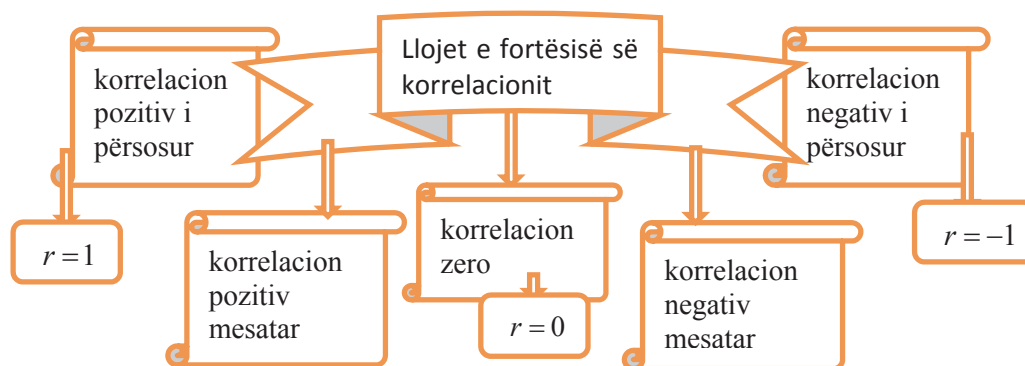 Llojet e fortësisë së
korrelacionit
korrelacion
pozitiv i
përsosur
r = 1
korrelacion
pozitiv
mesatar
korrelacion
zero
r = 0
korrelacion
negativ
mesatar
korrelacion
negativ i
përsosur
r = −1